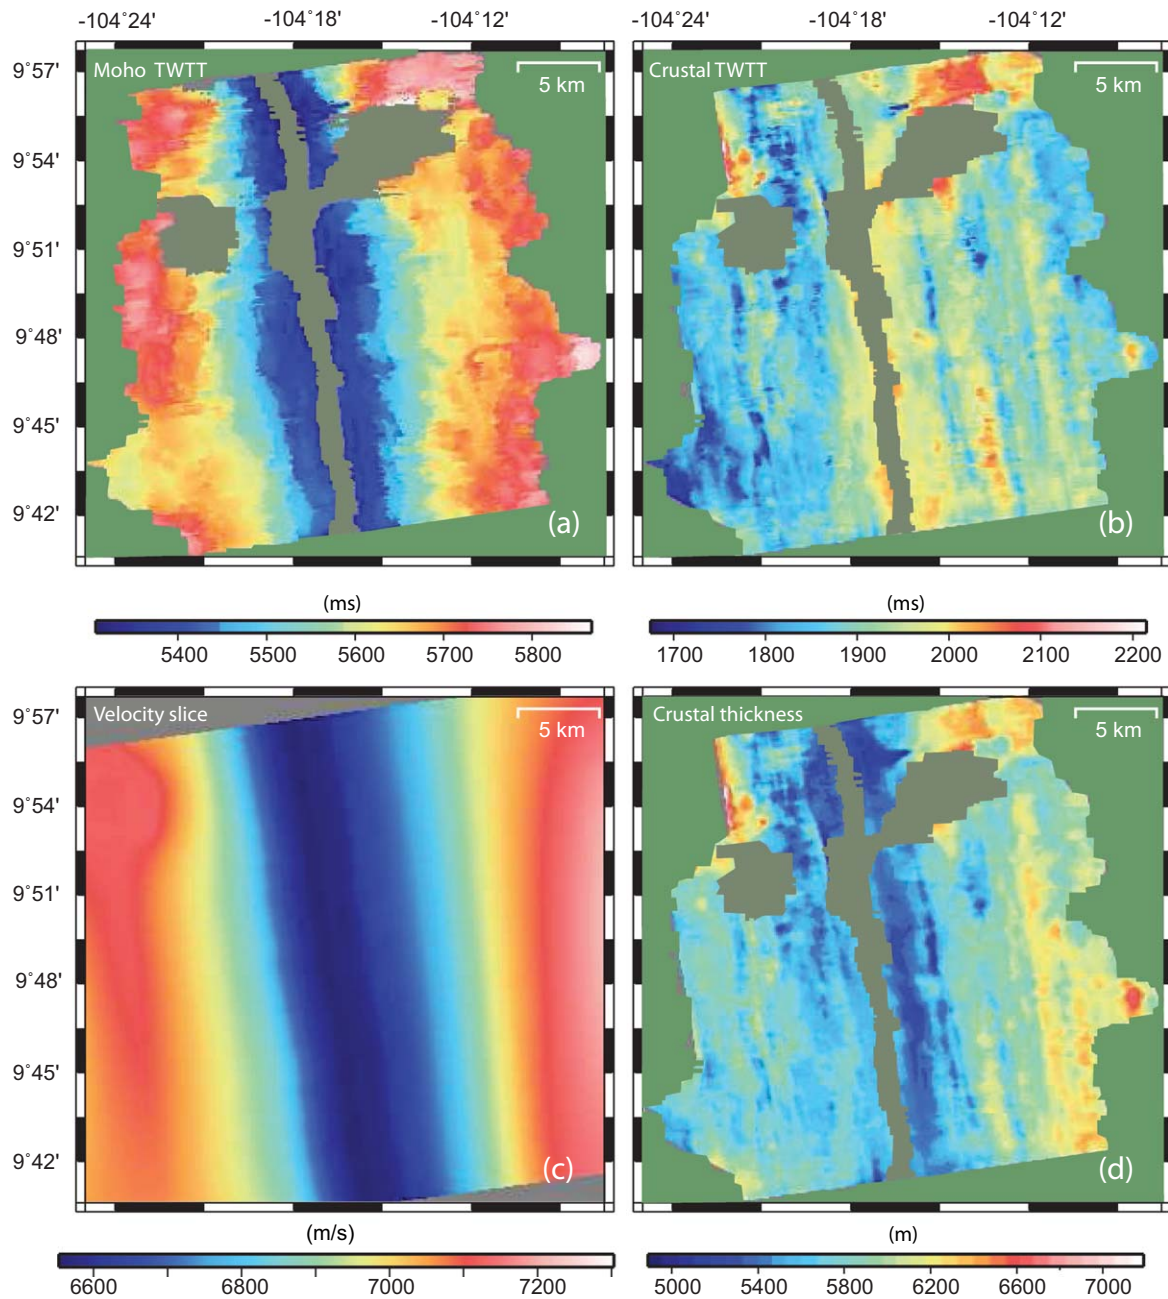 -104°24' -104°18' -104°12' -104°24' -104°18' -104°12'
9°57' Moho TWTT 5 km Crustal TWTT 5 km
9°54'
9°51'
9°48'
9°45'
9°42' (a) (b)
(ms) (ms)
5400 5500 5600 5700 5800 1700 1800 1900 2000 2100 2200
9°57' Velocity slice 5 km Crustal thickness 5 km
9°54'
9°51'
9°48'
9°45'
9°42' (c) (d)
(m/s) (m)
6600 6800 7000 7200 5000 5400 5800 6200 6600 7000